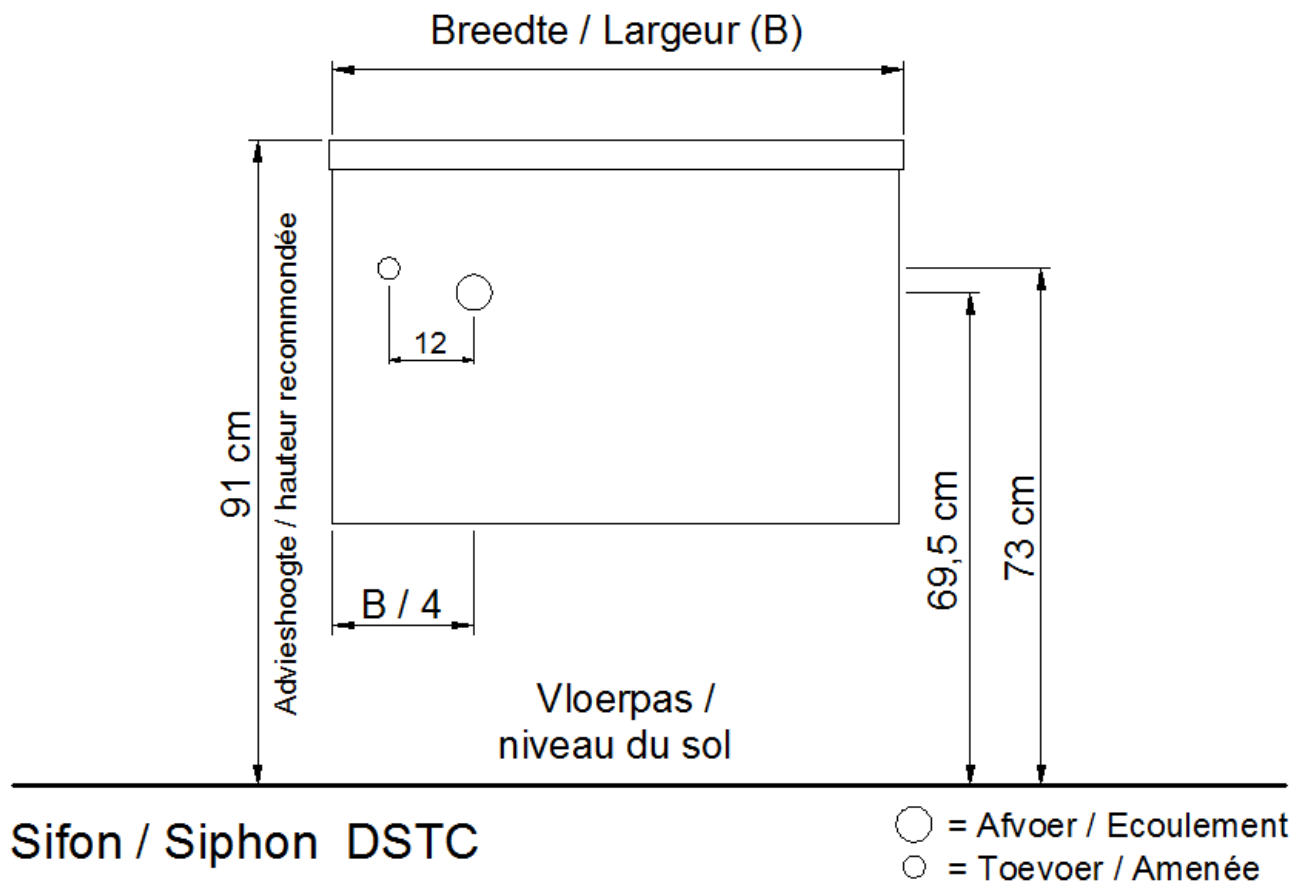 Breedte / Largeur (B)
91 cm
Advieshoogte / hauteur recommondée
12
B / 4
69,5 cm
73 cm
Vloerpas /
niveau du sol
Sifon / Siphon DSTC
= Afvoer / Ecoulement
= Toevoer / Amenée